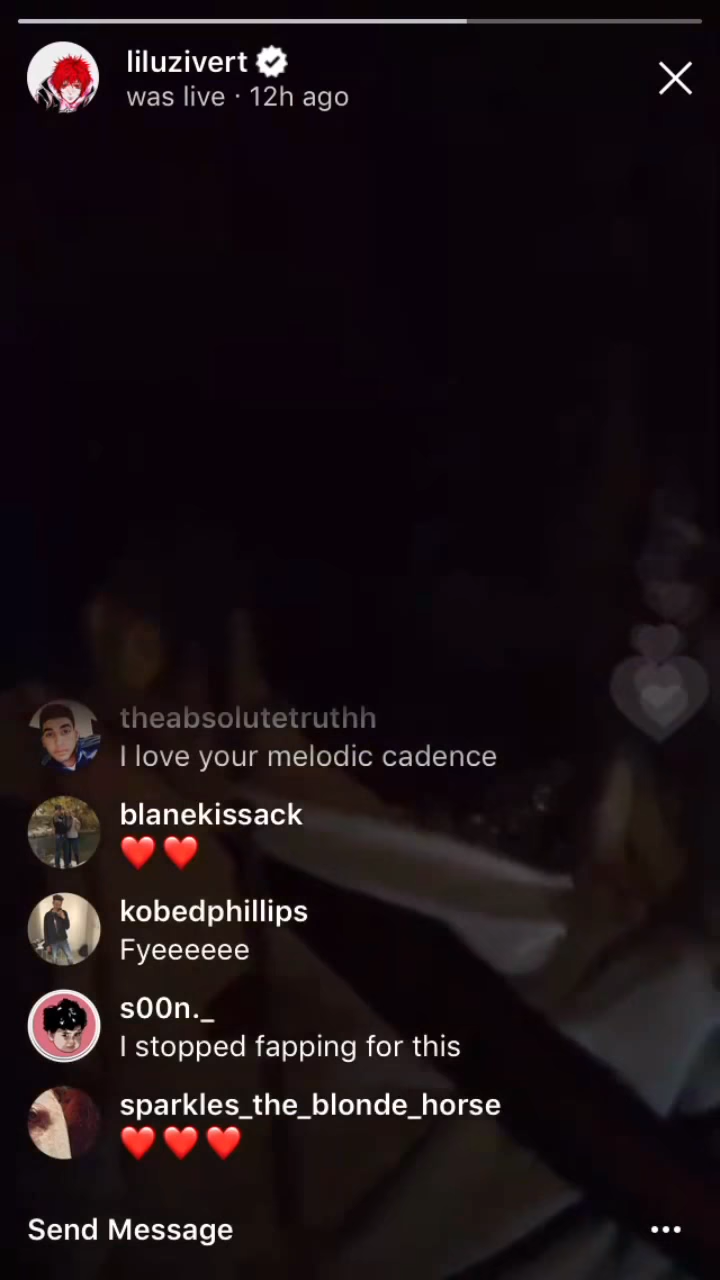 liluzivert
was live · 12h ago
theabsolutetruthh
I love your melodic cadence
blanekissack
❤️ ❤️
kobedphillips
Fyeeeeee
s00n._
I stopped fapping for this
sparkles_the_blonde_horse
❤️ ❤️ ❤️
Send Message